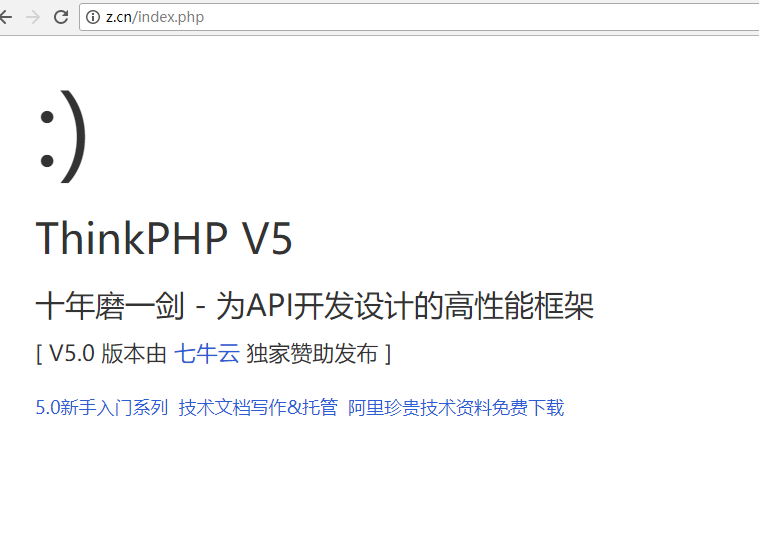 z.cn/index.php
:)
ThinkPHP V5
十年磨一剑 - 为API开发设计的高性能框架
[ V5.0 版本由 七牛云 独家赞助发布 ]
5.0新手入门系列 技术文档写作&托管 阿里珍贵技术资料免费下载